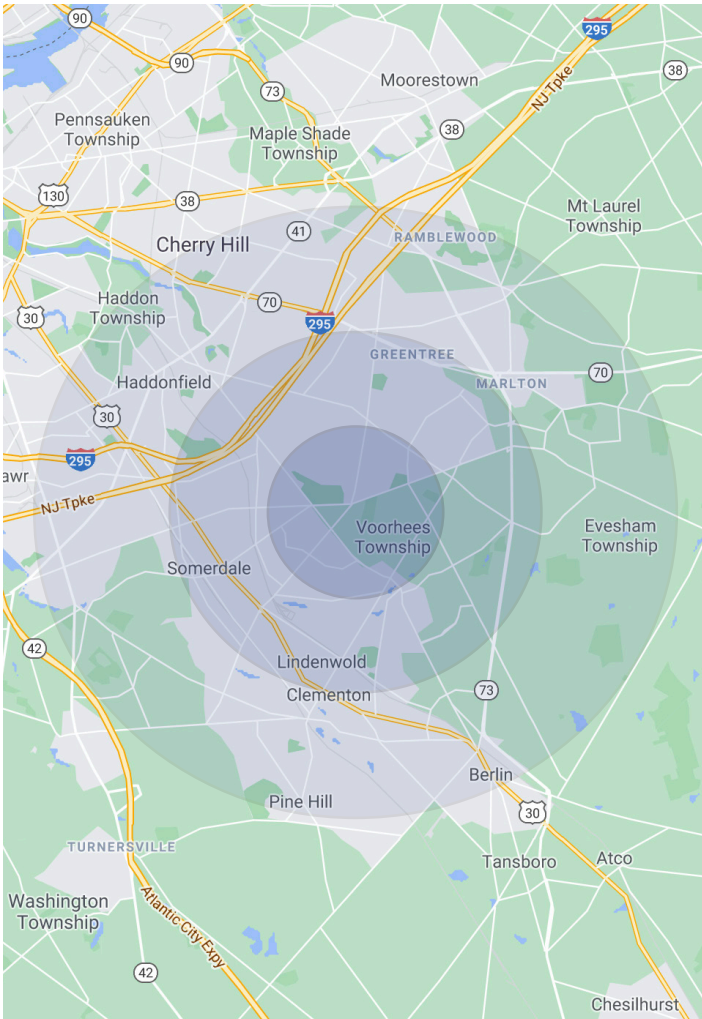 90
295
90
38
Moorestown
73
NJ Tpke
Pennsauken
Township
Maple Shade
Township
38
130
38
Mt Laurel
Township
41
RAMBLEWOOD
Cherry Hill
70
Haddon
Township
30
295
GREENTREE
70
MARLTON
Haddonfield
30
295
awr
NJ Tpke
Voorhees
Township
Evesham
Township
Somerdale
42
Lindenwold
Clementon
73
Berlin
Pine Hill
30
TURNERSVILLE
Tansboro
Atco
Washington
Township
Atlantic City Expy
42
Chesilhurst